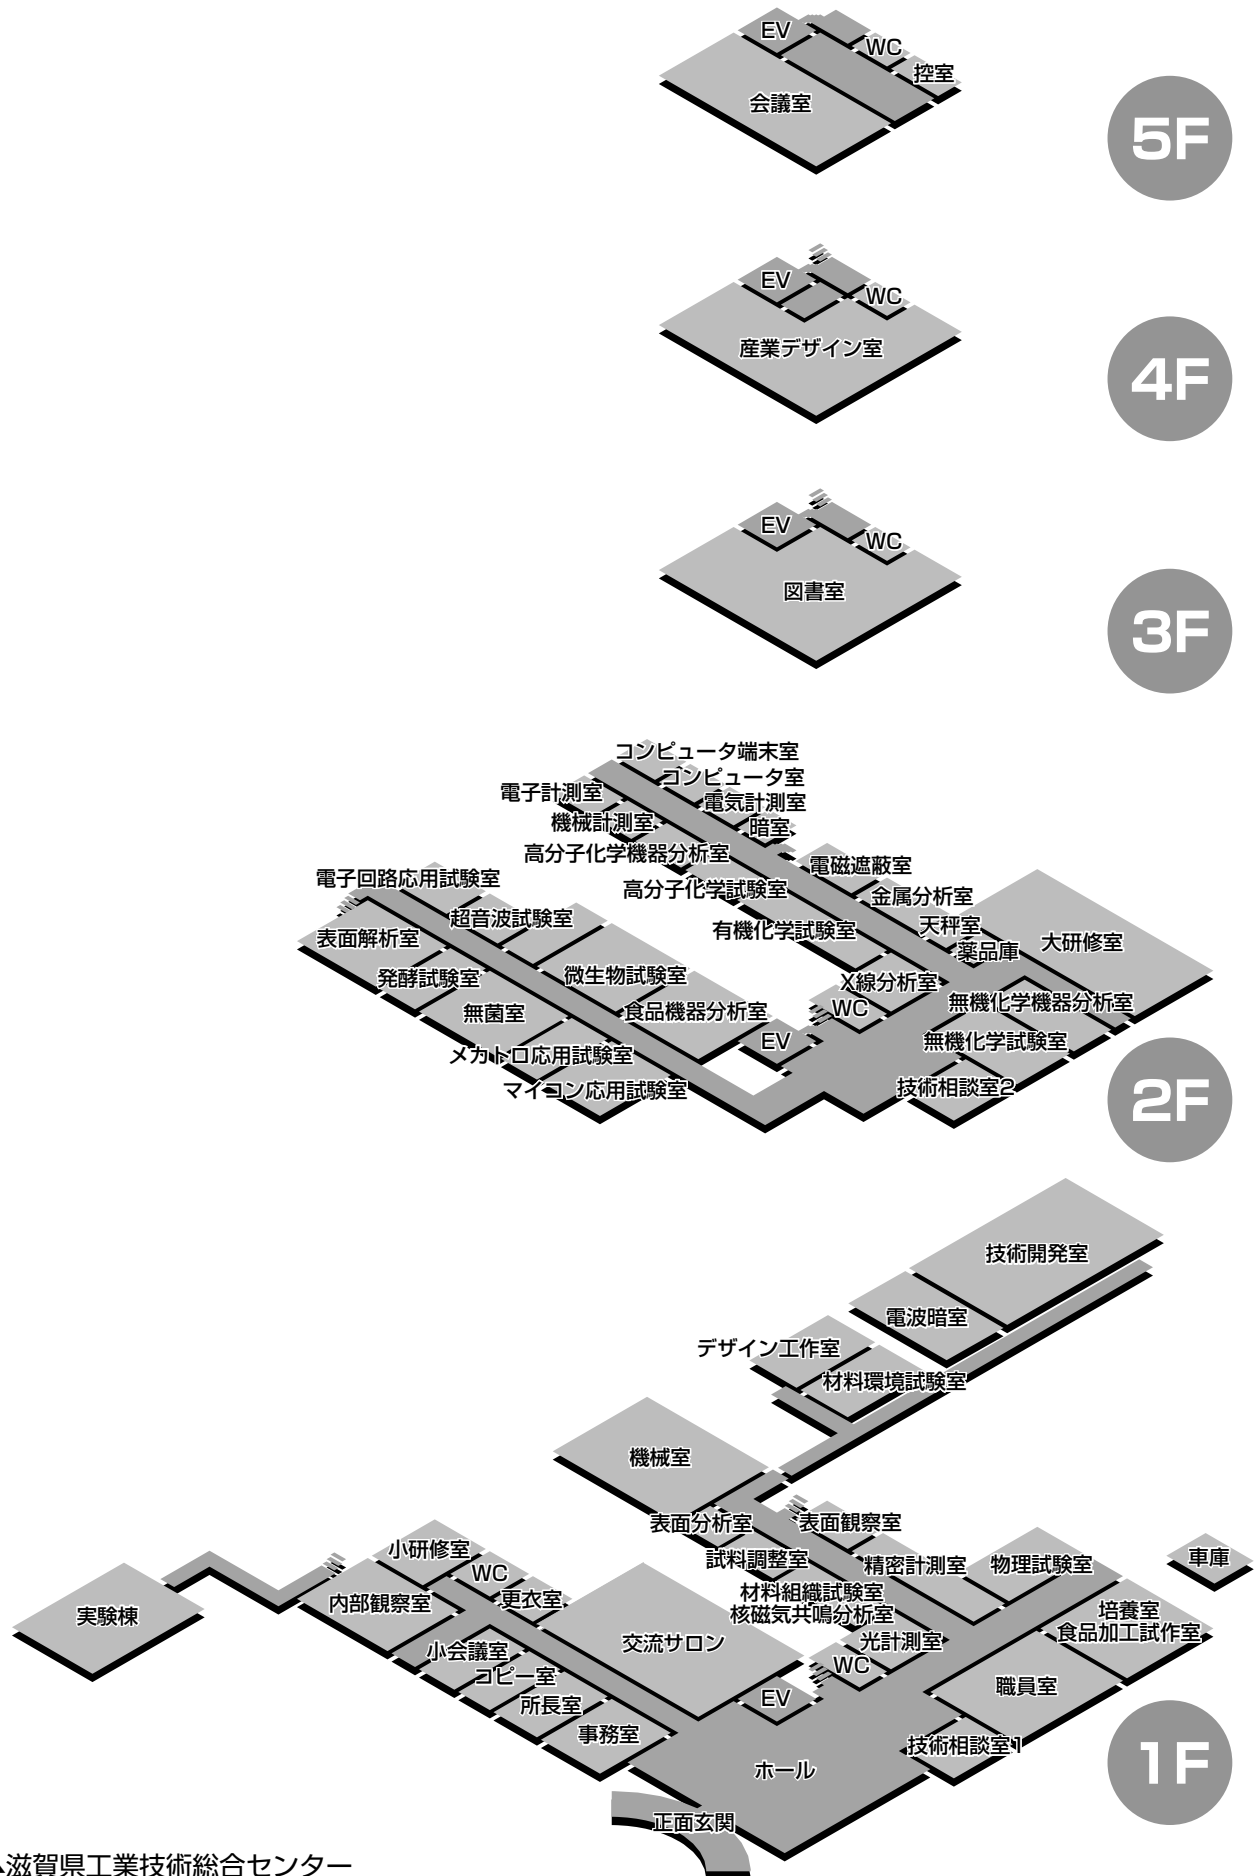 EV
WC
控室
会議室
5F
EV
WC
産業デザイン室
4F
EV
WC
図書室
3F
コンピュータ端末室
コンピュータ室
電子計測室
電気計測室
機械計測室
暗室
高分子化学機器分析室
電磁遮蔽室
電子回路応用試験室
高分子化学試験室
金属分析室
超音波試験室
天秤室
有機化学試験室
表面解析室
大研修室
薬品庫
発酵試験室
微生物試験室
X線分析室
無機化学機器分析室
WC
無菌室
食品機器分析室
EV
無機化学試験室
メカトロ応用試験室
マイコン応用試験室
技術相談室2
2F
技術開発室
電波暗室
デザイン工作室
材料環境試験室
機械室
表面分析室
表面観察室
小研修室
試料調整室
精密計測室
物理試験室
車庫
WC
材料組織試験室
更衣室
内部観察室
核磁気共鳴分析室
実験棟
培養室
食品加工試作室
交流サロン
光計測室
小会議室
WC
コピー室
職員室
EV
所長室
事務室
技術相談室1
ホール
1F
正面玄関
滋賀県工業技術総合センター